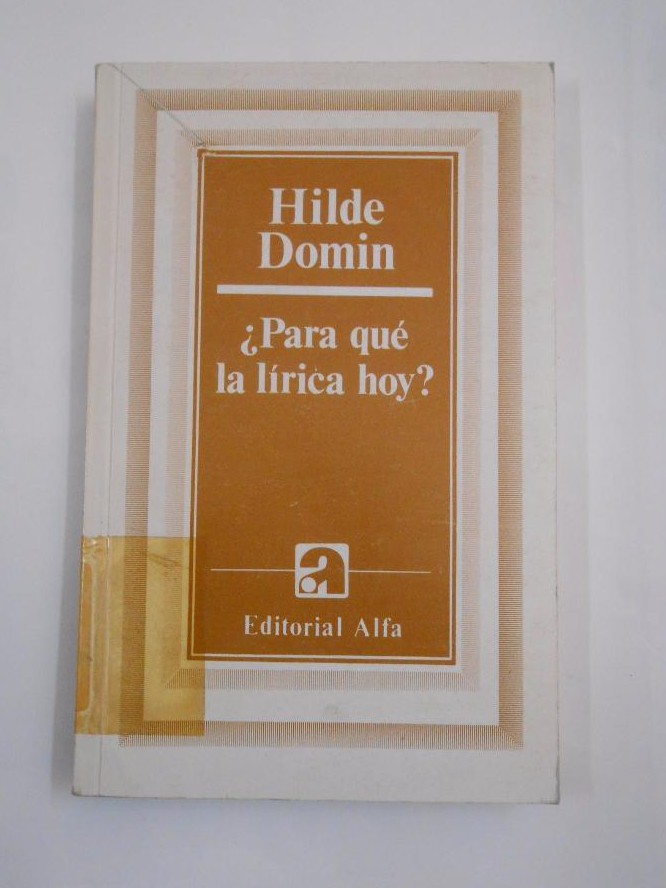 Hilde
Domin
¿Para qué
la lírica hoy?
a
Editorial Alfa